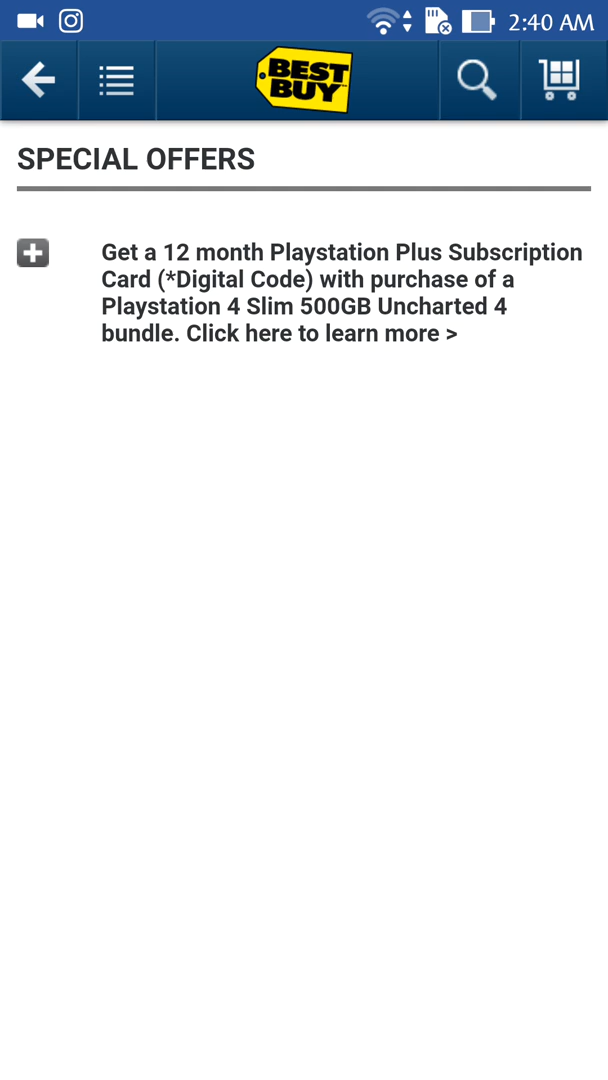 2:40 AM
BEST
BUY
SPECIAL OFFERS
Get a 12 month Playstation Plus Subscription
Card (*Digital Code) with purchase of a
Playstation 4 Slim 500GB Uncharted 4
bundle. Click here to learn more >